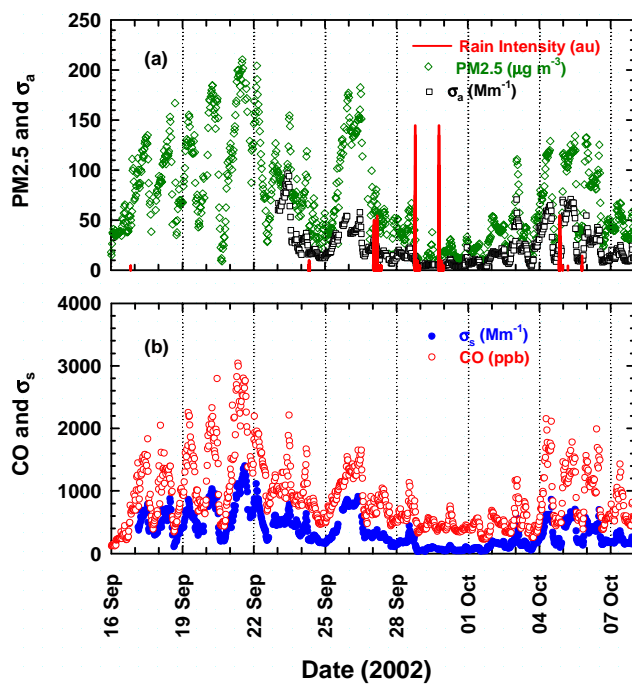 250
200
150
100
50
0
PM2.5 and σa
(a)
Rain Intensity (au)
PM2.5 (μg m⁻³)
σa (Mm⁻¹)
4000
3000
2000
1000
0
CO and σs
(b)
σs (Mm⁻¹)
CO (ppb)
16 Sep
19 Sep
22 Sep
25 Sep
28 Sep
01 Oct
04 Oct
07 Oct
Date (2002)